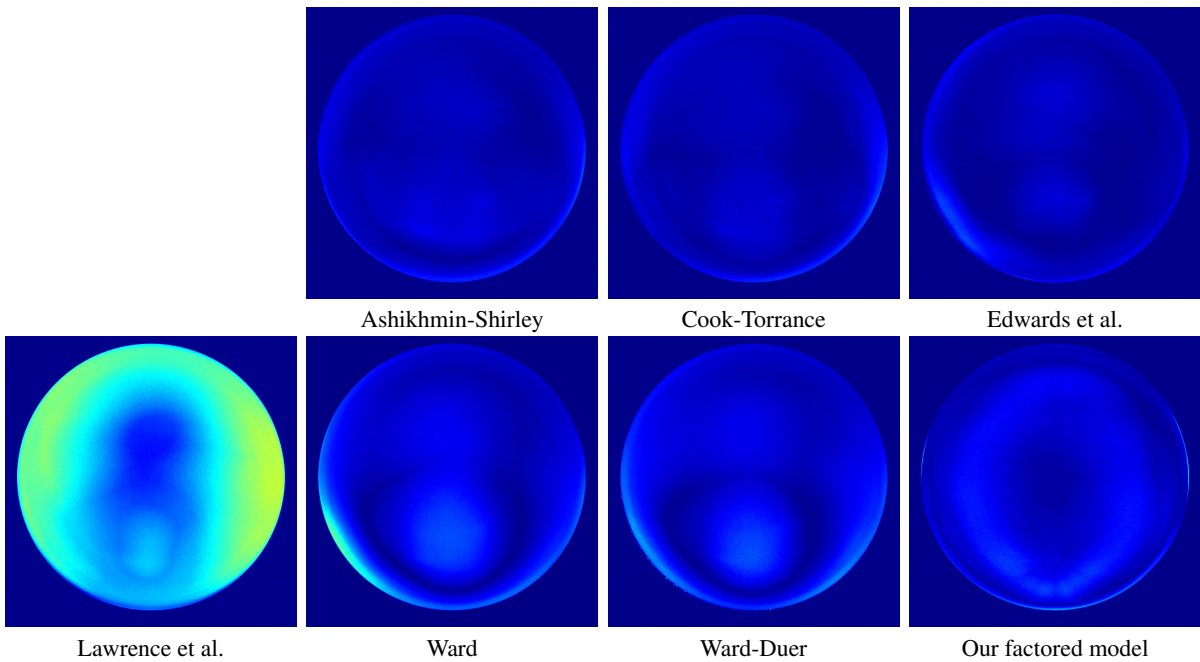 Ashikhmin-Shirley
Cook-Torrance
Edwards et al.
Lawrence et al.
Ward
Ward-Duer
Our factored model